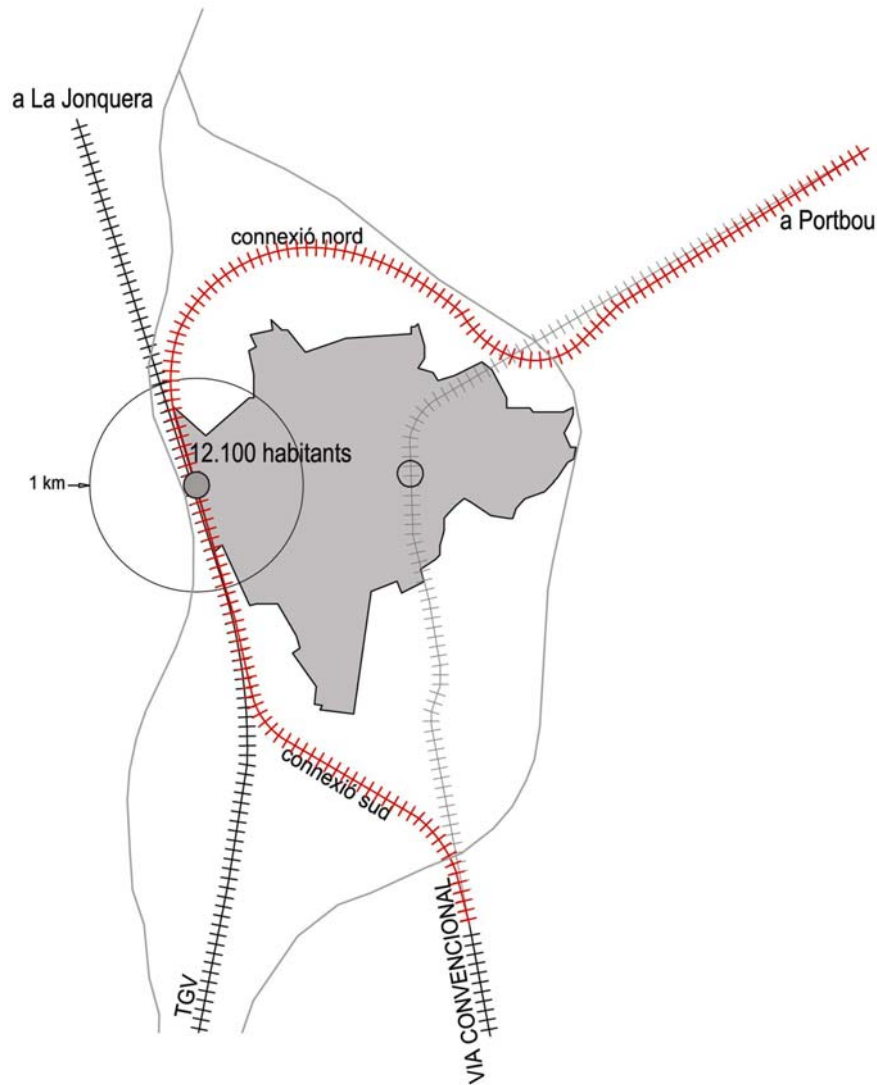 a La Jonquera
a Portbou
connexió nord
12.100 habitants
1 km
connexió sud
VIA CONVENCIONAL
TGV